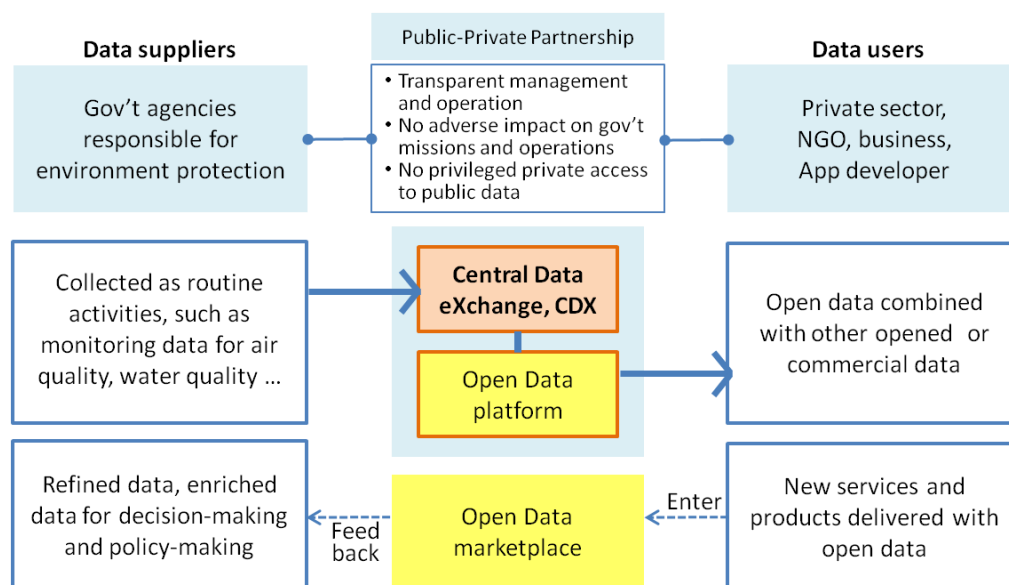 Data suppliers
Public-Private Partnership
Data users
Gov't agencies
responsible for
environment protection
• Transparent management
and operation
• No adverse impact on gov't
missions and operations
• No privileged private access
to public data
Private sector,
NGO, business,
App developer
Collected as routine
activities, such as
monitoring data for air
quality, water quality ...
Central Data
eXchange, CDX
Open Data
platform
Open data combined
with other opened or
commercial data
Refined data, enriched
data for decision-making
and policy-making
Feed
back
Open Data
marketplace
Enter
New services and
products delivered with
open data